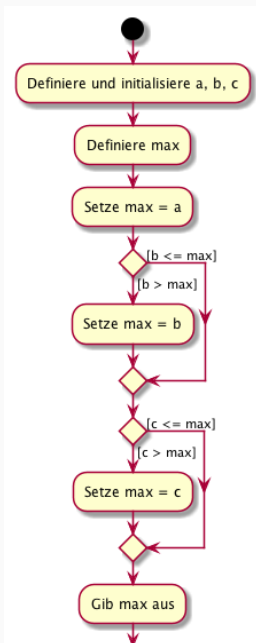 Definiere und initialisiere a, b, c
Definiere max
Setze max = a
[b <= max]
[b > max]
Setze max = b
[c <= max]
[c > max]
Setze max = c
Gib max aus